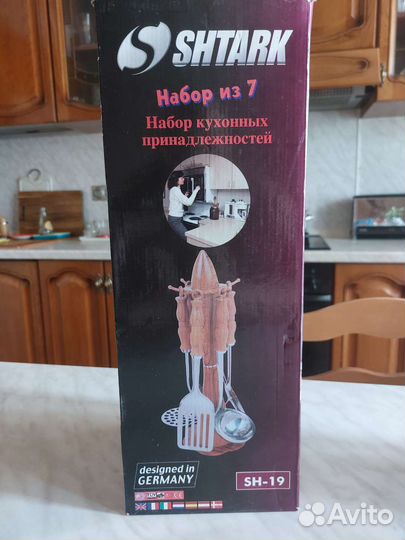 SHTARK
Набор из 7
Набор кухонных
принадлежностей
designed in
GERMANY
SH-19
Avito